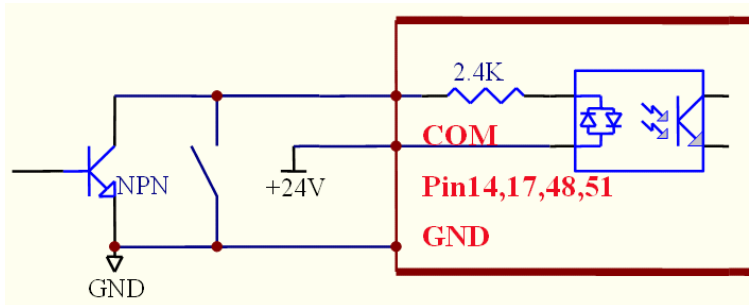 2.4K
COM
NPN
+24V
Pin14,17,48,51
GND
GND